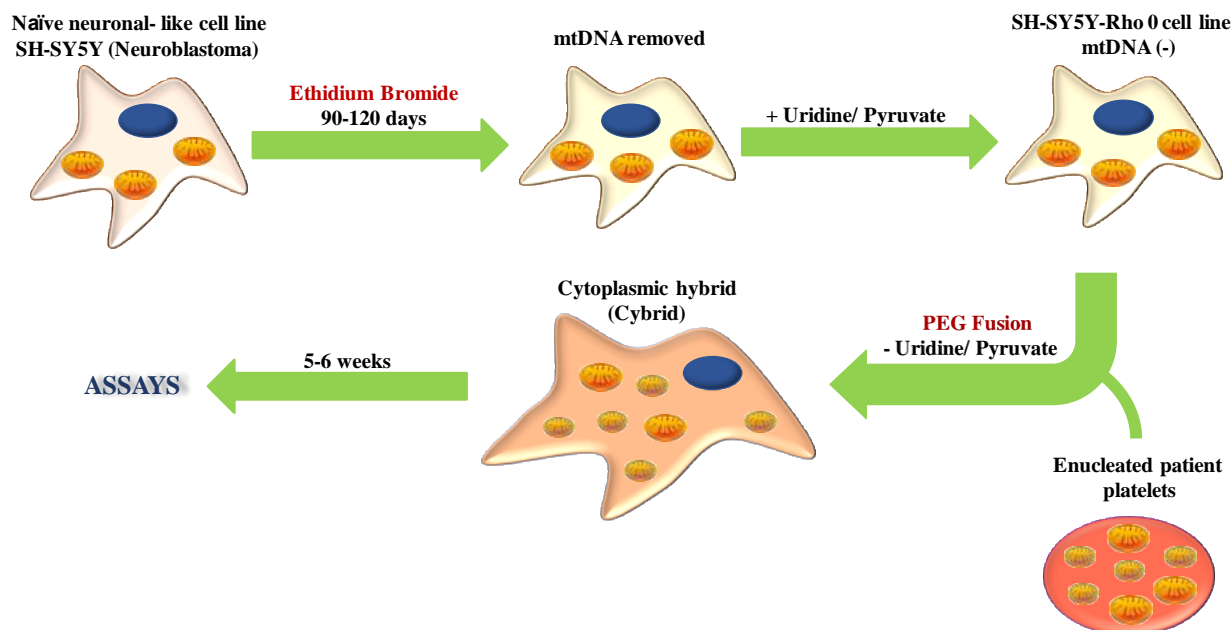 Naïve neuronal- like cell line
SH-SY5Y (Neuroblastoma)
Ethidium Bromide
90-120 days
mtDNA removed
+ Uridine/ Pyruvate
SH-SY5Y-Rho 0 cell line
mtDNA (-)
PEG Fusion
- Uridine/ Pyruvate
Enucleated patient
platelets
Cytoplasmic hybrid
(Cybrid)
5-6 weeks
ASSAYS